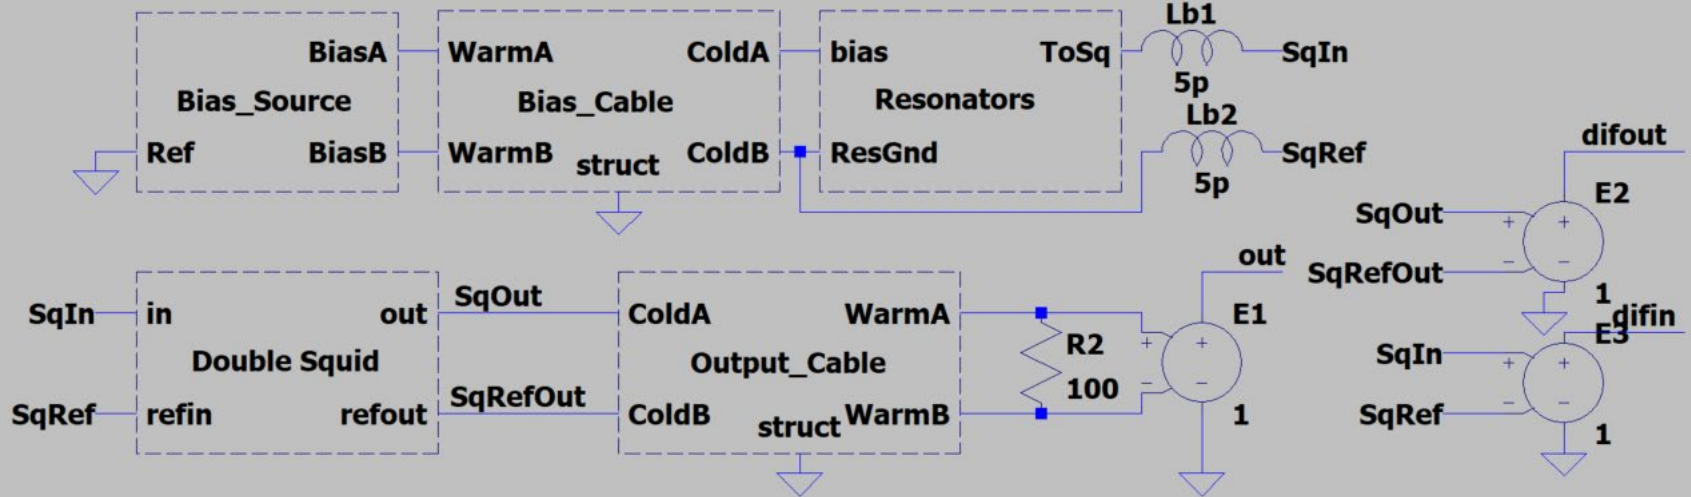 Lb1
BiasA WarmA ColdA bias ToSq SqIn
5p
Bias_Source Bias_Cable Resonators
Lb2
difout
Ref BiasB WarmB struct ColdB ResGnd SqRef
5p
E2
SqOut + +
out
SqRefOut - -
1
SqOut
SqIn in out ColdA WarmA E1
difin
E3
R2 + +
SqIn + +
Double Squid Output_Cable
100 - -
SqRefOut
SqRef - -
SqRef refin refout ColdB struct WarmB 1
1